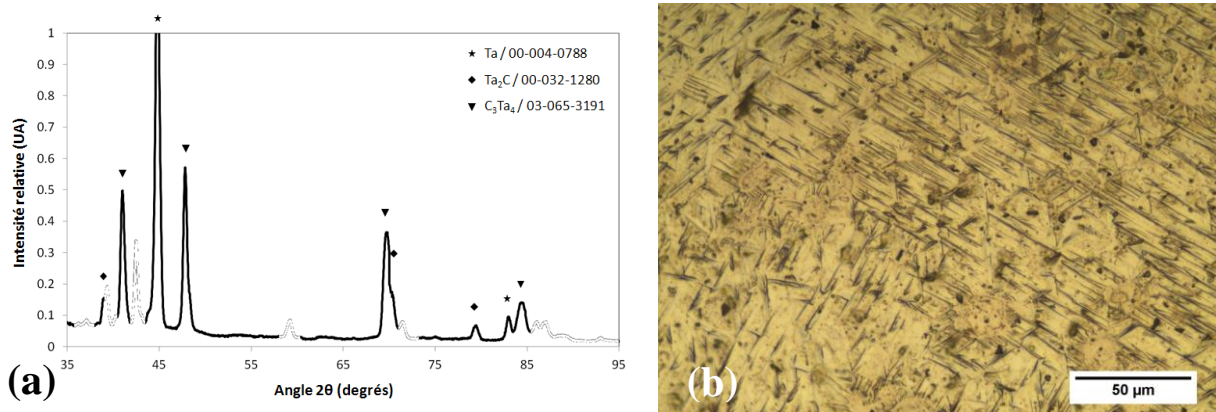 1
0.9
0.8
0.7
0.6
0.5
0.4
0.3
0.2
0.1
0
35
45
55
65
75
85
95
Intensité relative (UA)
Angle 2θ (degrés)
★ Ta / 00-004-0788
◆ Ta₂C / 00-032-1280
▼ C₃Ta₄ / 03-065-3191
(a)
(b)
50 µm